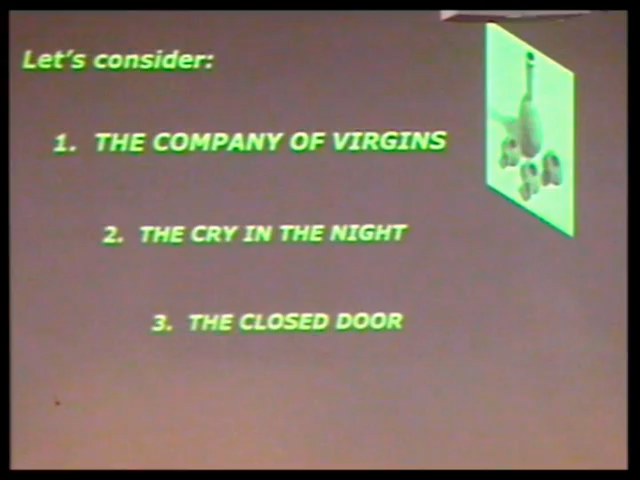 Let's consider:
1. THE COMPANY OF VIRGINS
2. THE CRY IN THE NIGHT
3. THE CLOSED DOOR